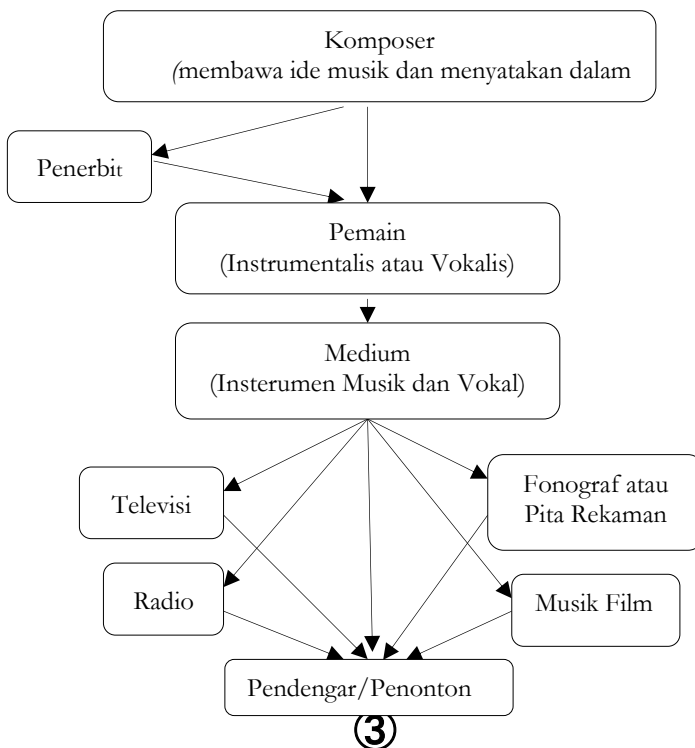 Komposer
(membawa ide musik dan menyatakan dalam
Penerbit
Pemain
(Instrumentalis atau Vokalis)
Medium
(Insterumen Musik dan Vokal)
Televisi
Fonograf atau
Pita Rekaman
Radio
Musik Film
Pendengar/Penonton
③